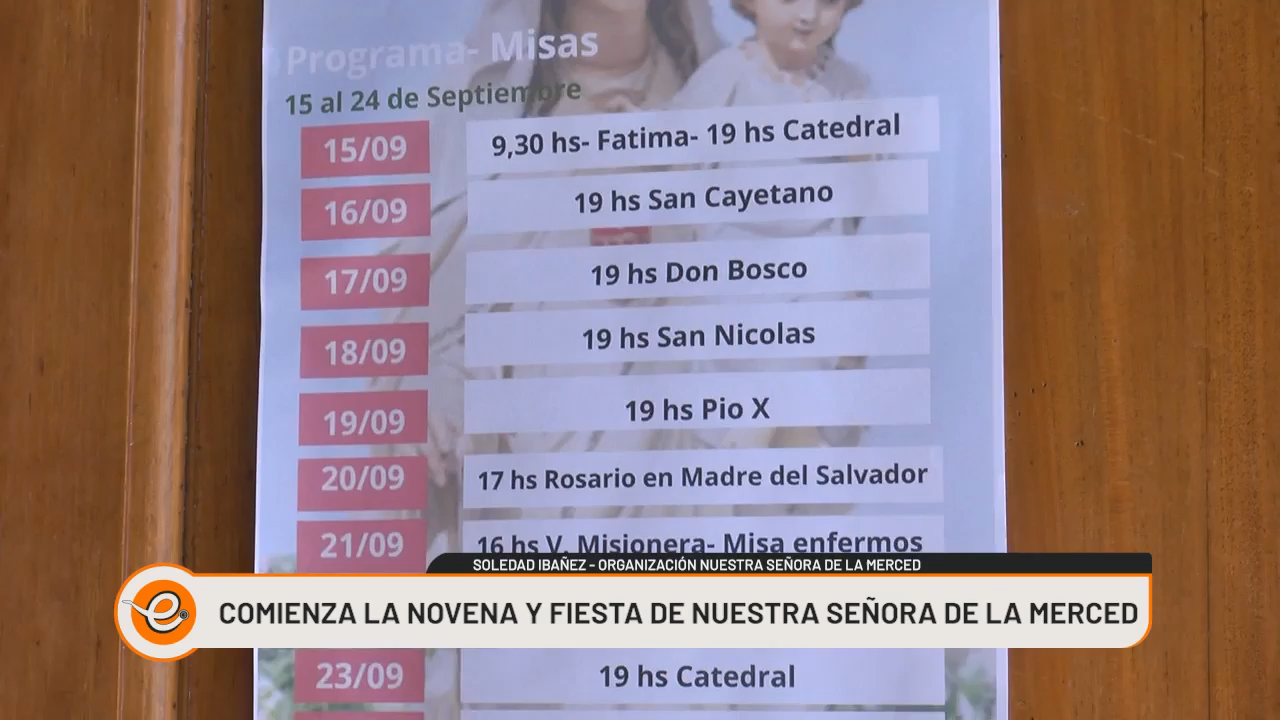 Programa- Misas
15 al 24 de Septiembre
15/09 9,30 hs- Fatima- 19 hs Catedral
16/09 19 hs San Cayetano
17/09 19 hs Don Bosco
18/09 19 hs San Nicolas
19/09 19 hs Pio X
20/09 17 hs Rosario en Madre del Salvador
21/09 16 hs V. Misionera- Misa enfermos
SOLEDAD IBAÑEZ - ORGANIZACIÓN NUESTRA SEÑORA DE LA MERCED
COMIENZA LA NOVENA Y FIESTA DE NUESTRA SEÑORA DE LA MERCED
23/09 19 hs Catedral